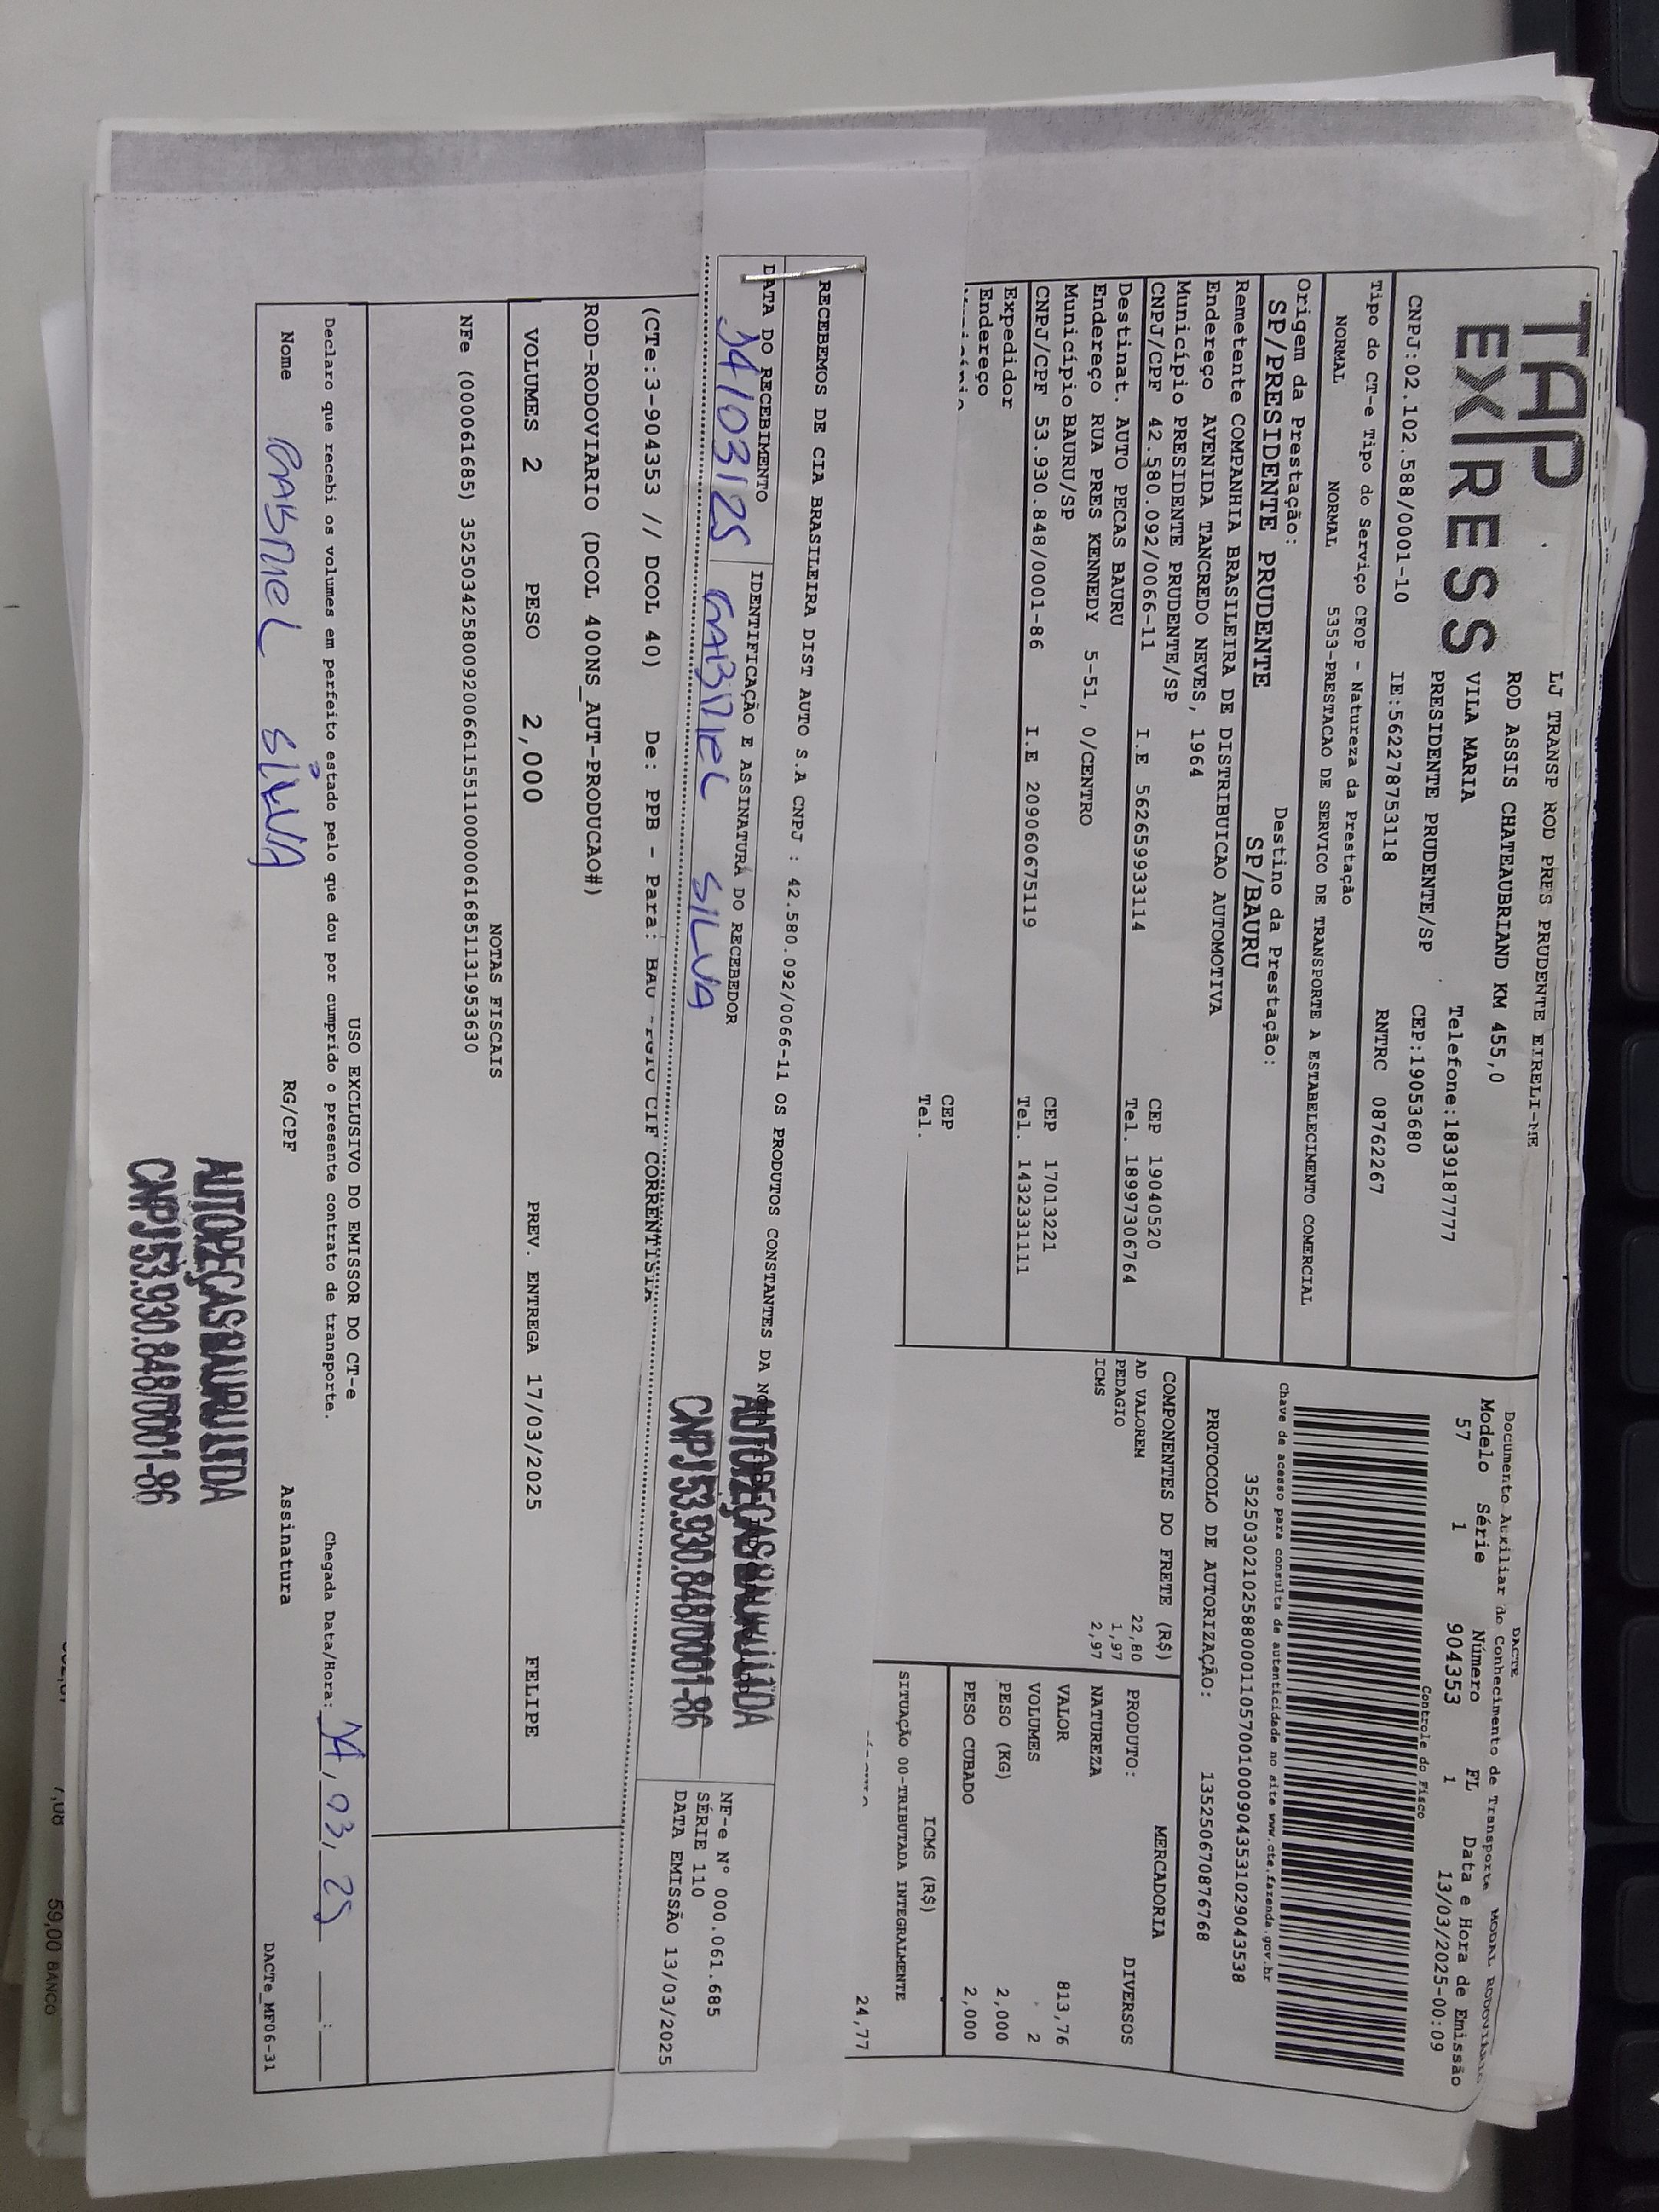 TAP
EXPRESS
LJ TRANSP ROD PRES PRUDENTE EIRELI-ME
ROD ASSIS CHATEAUBRIAND KM 455,0
VILA MARIA Telefone:1839187777
PRESIDENTE PRUDENTE/SP CEP:19053680
CNPJ:02.102.588/0001-10 IE:562278753118 RNTRC 08762267
Tipo do CT-e Tipo do Serviço CFOP - Natureza da Prestação
NORMAL NORMAL 5353-PRESTACAO DE SERVICO DE TRANSPORTE A ESTABELECIMENTO COMERCIAL
Origem da Prestação: Destino da Prestação:
SP/PRESIDENTE PRUDENTE SP/BAURU
Remetente COMPANHIA BRASILEIRA DE DISTRIBUICAO AUTOMOTIVA
Endereço AVENIDA TANCREDO NEVES, 1964
Município PRESIDENTE PRUDENTE/SP CEP 19040520
CNPJ/CPF 42.580.092/0066-11 I.E 562659933114 Tel. 18997306764
Destinat. AUTO PECAS BAURU
Endereço RUA PRES KENNEDY 5-51, 0/CENTRO
Município BAURU/SP CEP 17013221
CNPJ/CPF 53.930.848/0001-86 I.E 209060675119 Tel. 1432331111
Expedidor
Endereço
CEP
Tel.
DACTE
Documento Auxiliar do Conhecimento de Transporte MODAL
Modelo Série Número FL Data e Hora de Emissão
57 1 904353 1 13/03/2025-00:09
Controle do Fisco
Chave de acesso para consulta de autenticidade no site www.cte.fazenda.gov.br
35250302102588000110570010009043531029043538
PROTOCOLO DE AUTORIZAÇÃO: 135250670876768
COMPONENTES DO FRETE (R$)
AD VALOREM 22,80
PEDAGIO 1,97
ICMS 2,97
MERCADORIA
PRODUTO: DIVERSOS
NATUREZA
VALOR 813,76
VOLUMES 2
PESO (KG) 2,000
PESO CUBADO 2,000
ICMS (R$)
SITUAÇÃO 00-TRIBUTADA INTEGRALMENTE
24,77
RECEBEMOS DE CIA BRASILEIRA DIST AUTO S.A CNPJ : 42.580.092/0066-11 OS PRODUTOS CONSTANTES DA
DATA DO RECEBIMENTO IDENTIFICAÇÃO E ASSINATURA DO RECEBEDOR
14/03/25 GABRIEL SILVA
AUTOPEÇAS BAURU LTDA
CNPJ 53.930.848/0001-86
NF-e Nº 000.061.685
SÉRIE 110
DATA EMISSÃO 13/03/2025
(CTe:3-904353 // DCOL 40) De: PPB - Para: BAU CIF CORRENTISTA
ROD-RODOVIARIO (DCOL 400NS_AUT-PRODUCAO#)
VOLUMES 2 PESO 2,000 PREV. ENTREGA 17/03/2025 FELIPE
NOTAS FISCAIS
NFe (000061685) 35250342580092006611551100000616851131953630
USO EXCLUSIVO DO EMISSOR DO CT-e
Declaro que recebi os volumes em perfeito estado pelo que dou por cumprido o presente contrato de transporte. Chegada Data/Hora: 14/03/25 __:__
Nome GABRIEL SILVA RG/CPF Assinatura
DACTe_MF06-31
AUTOPEÇAS BAURU LTDA
CNPJ 53.930.848/0001-86
59,00 BANCO